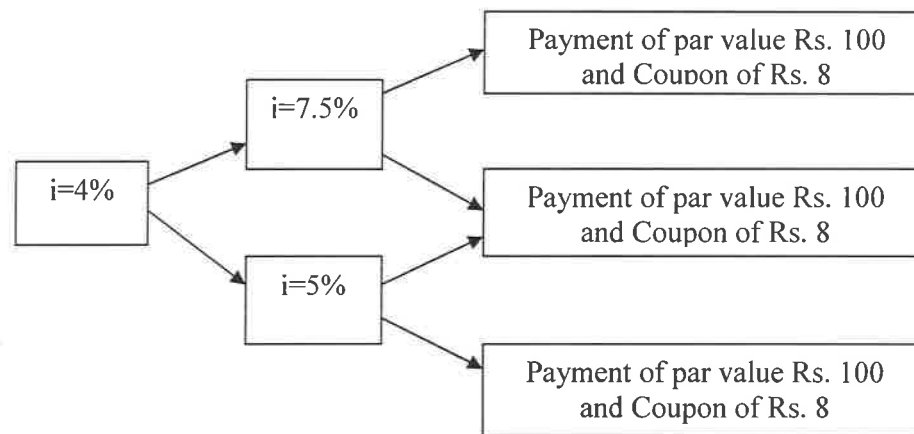 Payment of par value Rs. 100
and Coupon of Rs. 8
i=7.5%
i=4%
Payment of par value Rs. 100
and Coupon of Rs. 8
i=5%
Payment of par value Rs. 100
and Coupon of Rs. 8